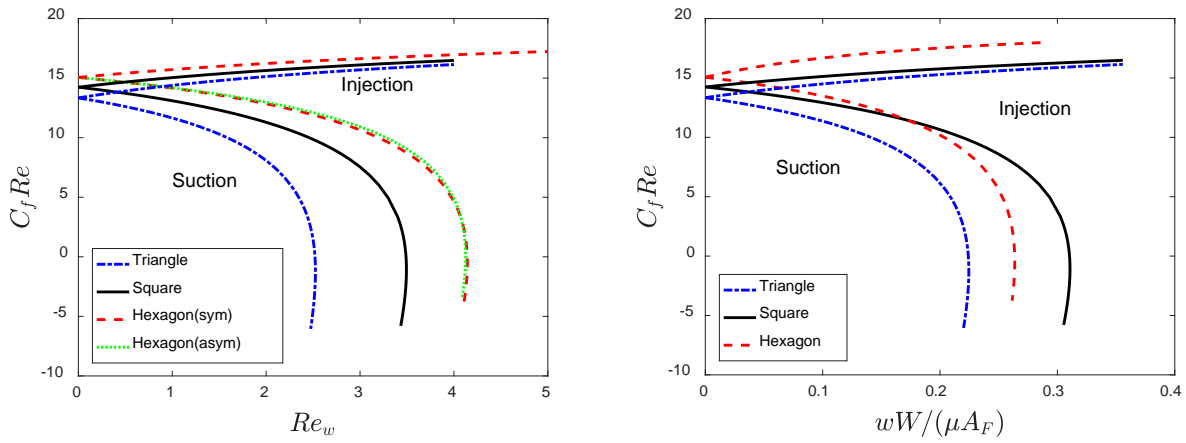 20
15
10
5
0
-5
-10
C_f Re
Injection
Suction
Triangle
Square
Hexagon(sym)
Hexagon(asym)
0 1 2 3 4 5
Re_w
20
15
10
5
0
-5
-10
C_f Re
Injection
Suction
Triangle
Square
Hexagon
0 0.1 0.2 0.3 0.4
wW/(μA_F)